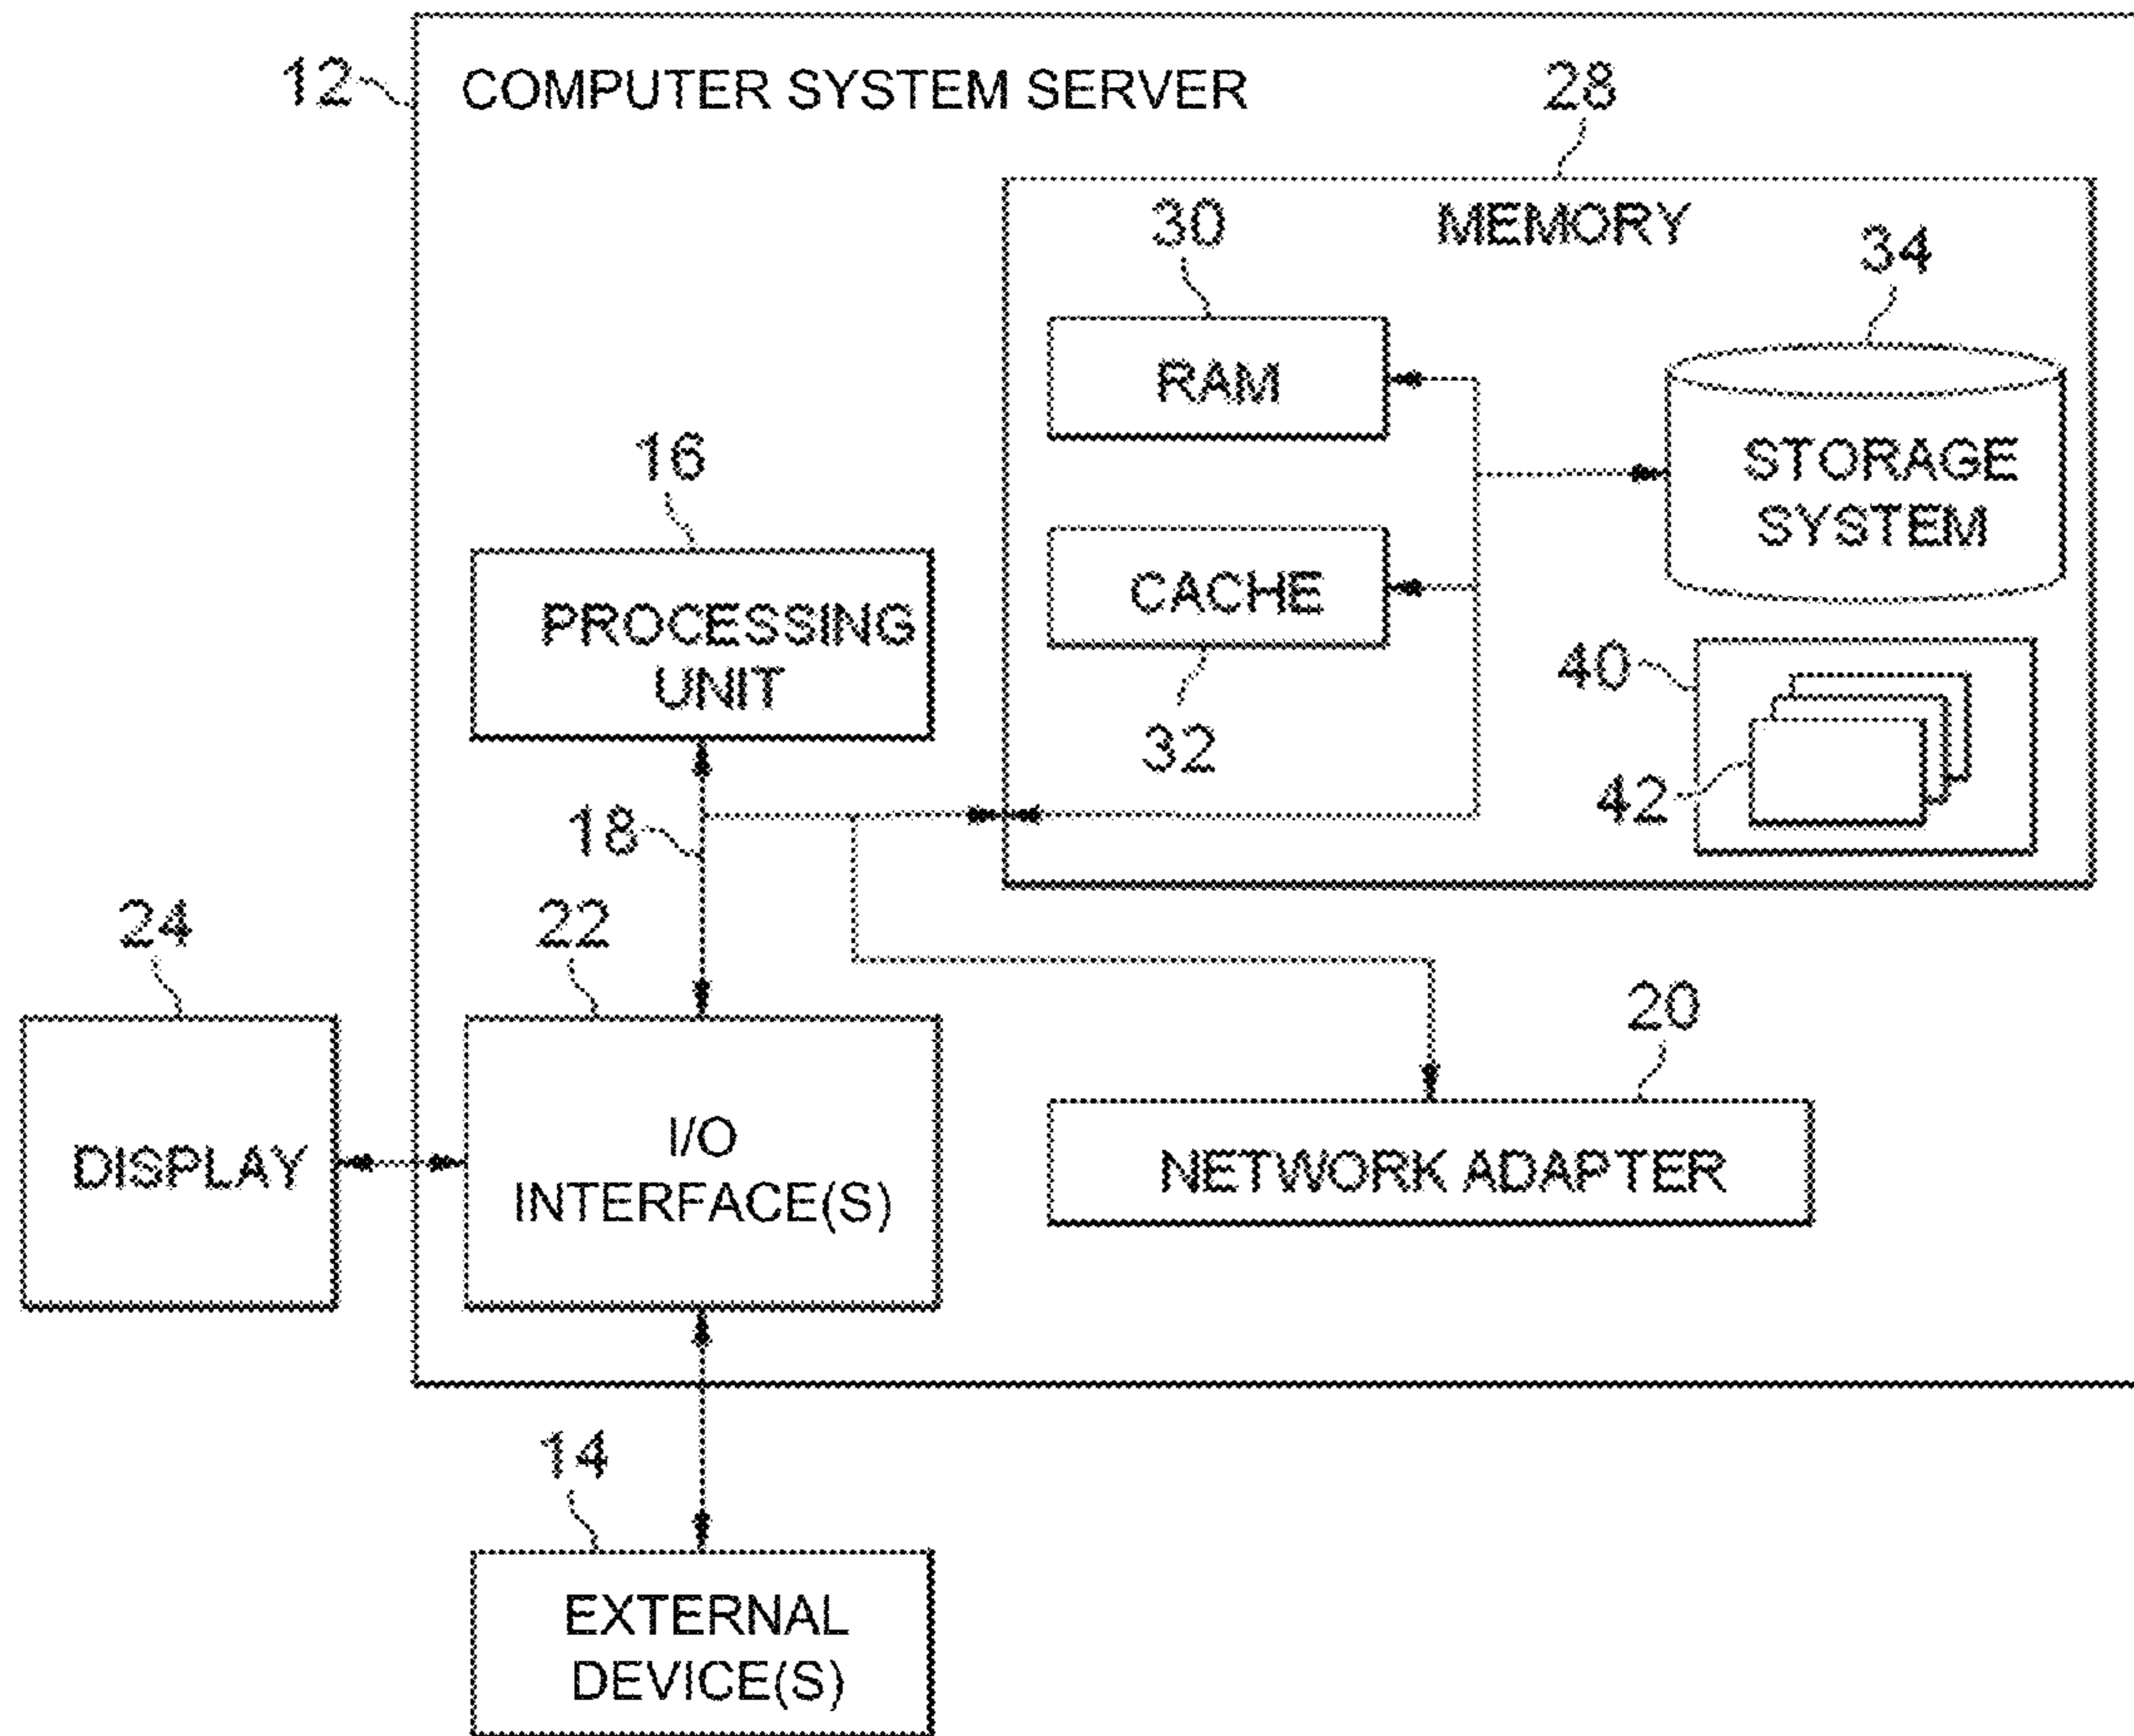 12
COMPUTER SYSTEM SERVER
28
MEMORY
30
34
RAM
STORAGE
SYSTEM
16
CACHE
PROCESSING
UNIT
32
40
42
18
24
22
20
DISPLAY
I/O
INTERFACE(S)
NETWORK ADAPTER
14
EXTERNAL
DEVICE(S)